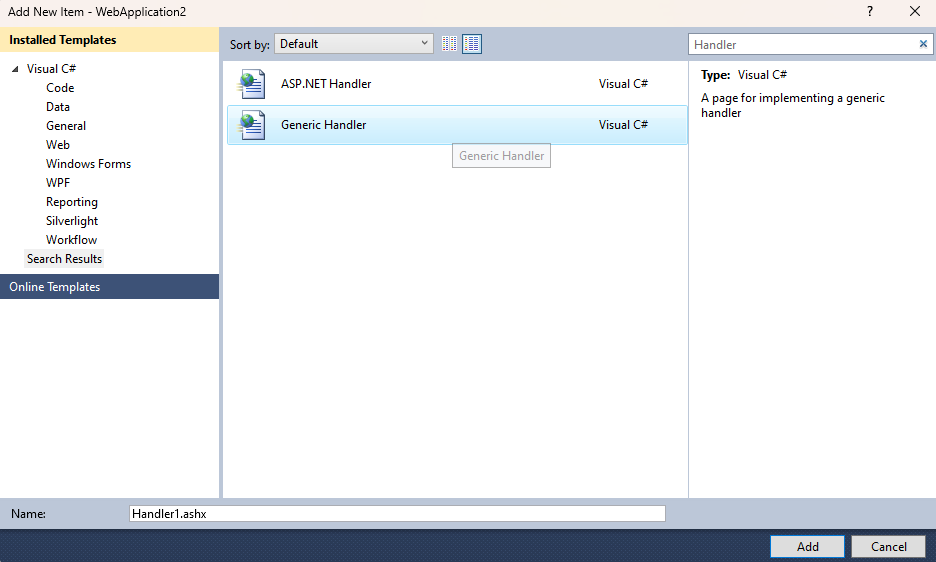 Add New Item - WebApplication2
?
Installed Templates
Visual C#
Code
Data
General
Web
Windows Forms
WPF
Reporting
Silverlight
Workflow
Search Results
Online Templates
Sort by: Default
Handler
ASP.NET Handler Visual C#
Generic Handler Visual C#
Generic Handler
Type: Visual C#
A page for implementing a generic
handler
Name: Handler1.ashx
Add Cancel